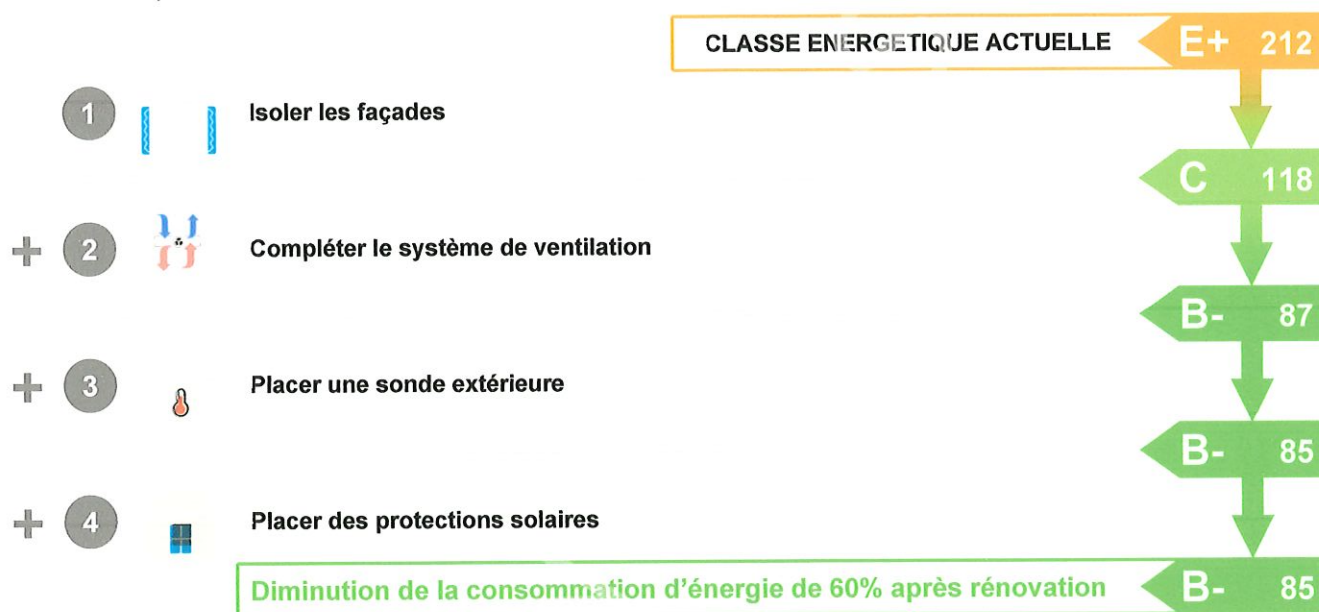 CLASSE ENERGETIQUE ACTUELLE E+ 212
1 Isoler les façades
C 118
+ 2 Compléter le système de ventilation
B- 87
+ 3 Placer une sonde extérieure
B- 85
+ 4 Placer des protections solaires
Diminution de la consommation d'énergie de 60% après rénovation B- 85